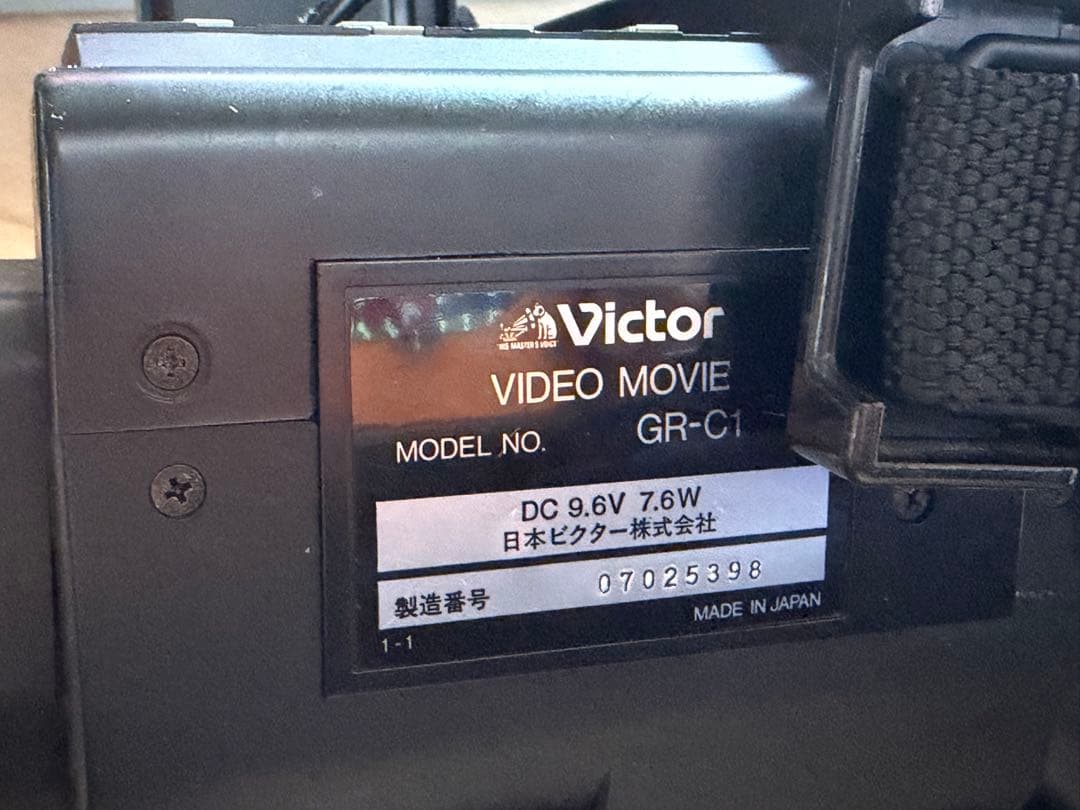 "HIS MASTER'S VOICE"
Victor
VIDEO MOVIE
MODEL NO. GR-C1
DC 9.6V 7.6W
日本ビクター株式会社
製造番号 07025398
1-1 MADE IN JAPAN